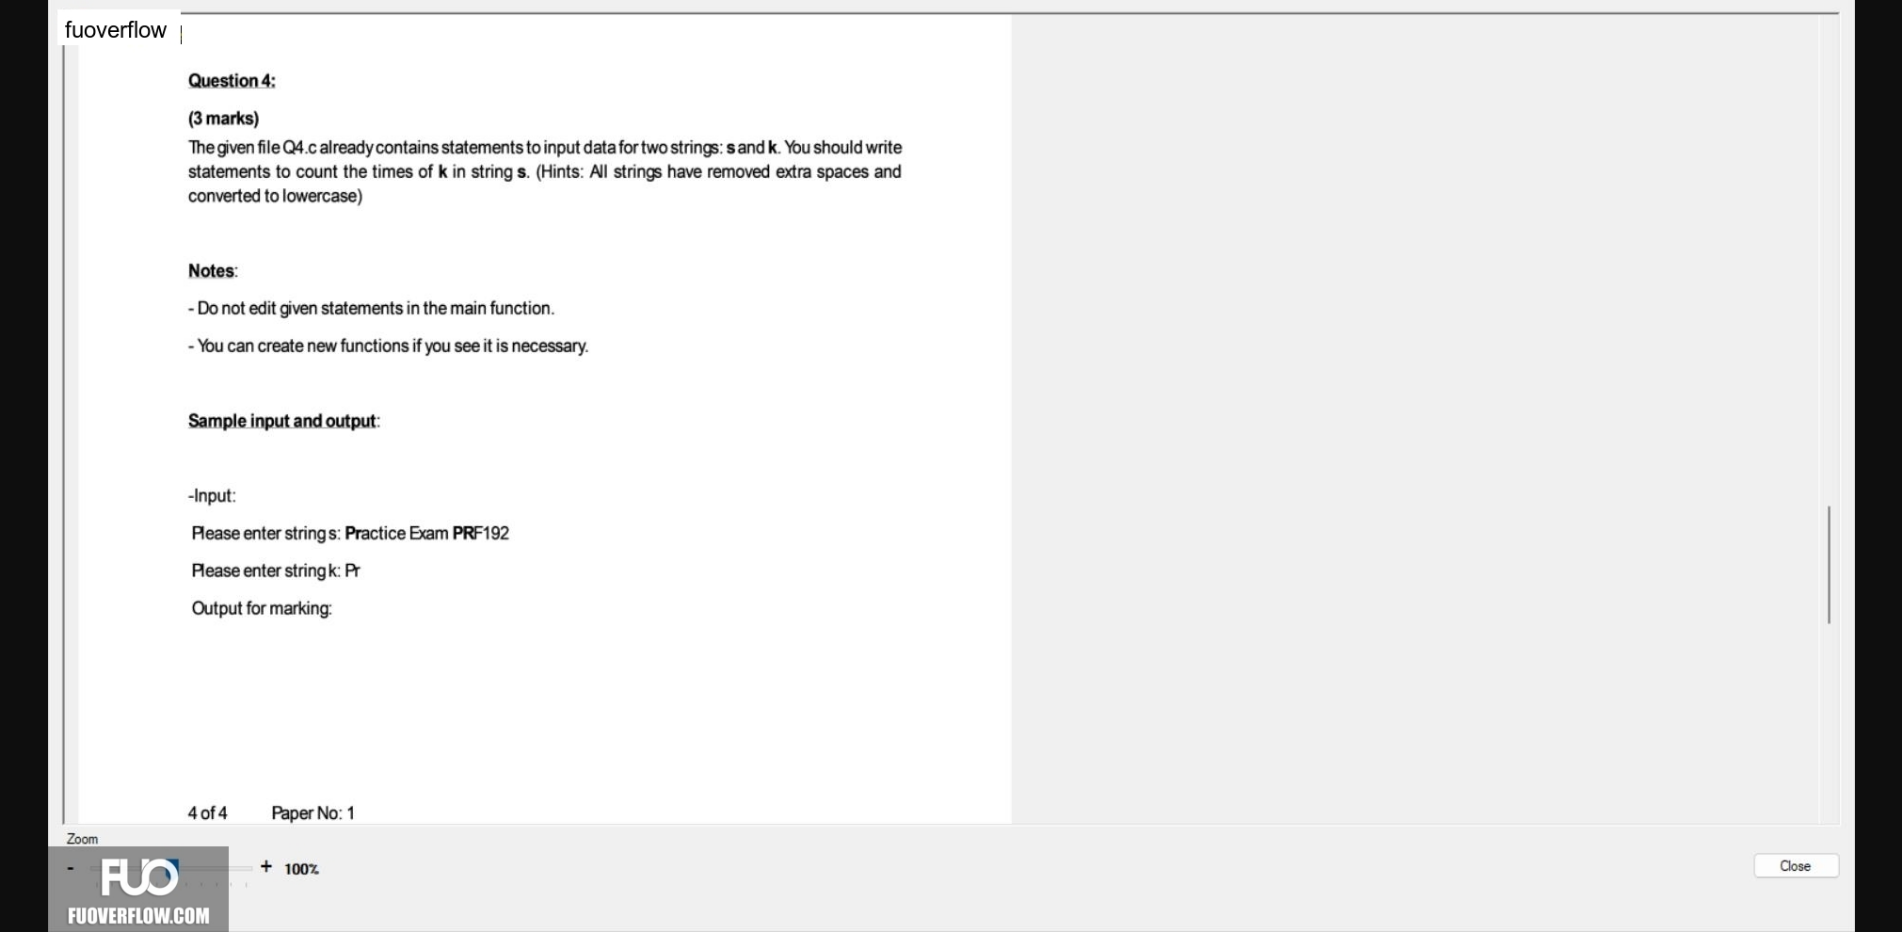 fuoverflow
Question 4:
(3 marks)
The given file Q4.c already contains statements to input data for two strings: s and k. You should write
statements to count the times of k in string s. (Hints: All strings have removed extra spaces and
converted to lowercase)
Notes:
- Do not edit given statements in the main function.
- You can create new functions if you see it is necessary.
Sample input and output:
-Input:
Please enter string s: Practice Exam PRF192
Please enter string k: Pr
Output for marking:
4 of 4 Paper No: 1
Zoom
- + 100%
Close
FUO
FUOVERFLOW.COM